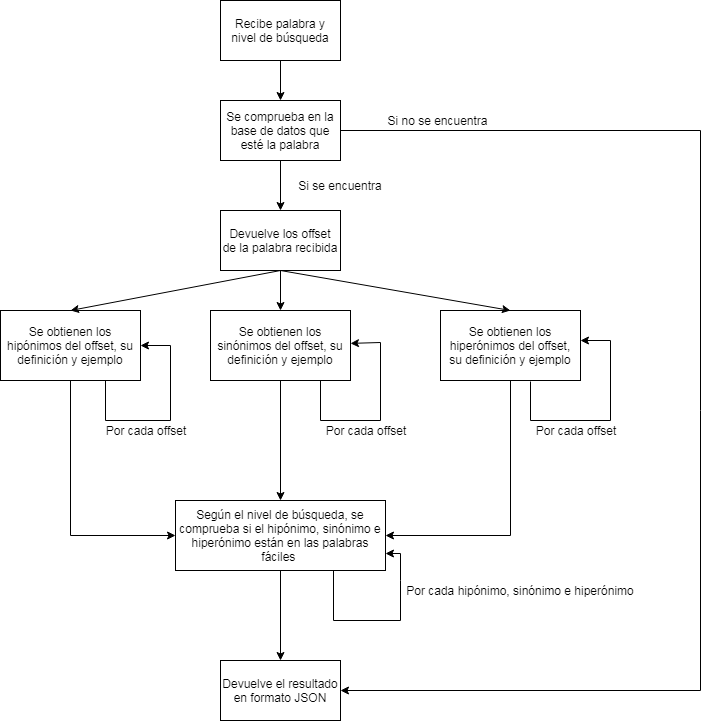 Recibe palabra y
nivel de búsqueda
Se comprueba en la
base de datos que
esté la palabra
Si no se encuentra
Si se encuentra
Devuelve los offset
de la palabra recibida
Se obtienen los
hipónimos del offset, su
definición y ejemplo
Se obtienen los
sinónimos del offset, su
definición y ejemplo
Se obtienen los
hiperónimos del offset,
su definición y ejemplo
Por cada offset
Por cada offset
Por cada offset
Según el nivel de búsqueda, se
comprueba si el hipónimo, sinónimo e
hiperónimo están en las palabras
fáciles
Por cada hipónimo, sinónimo e hiperónimo
Devuelve el resultado
en formato JSON